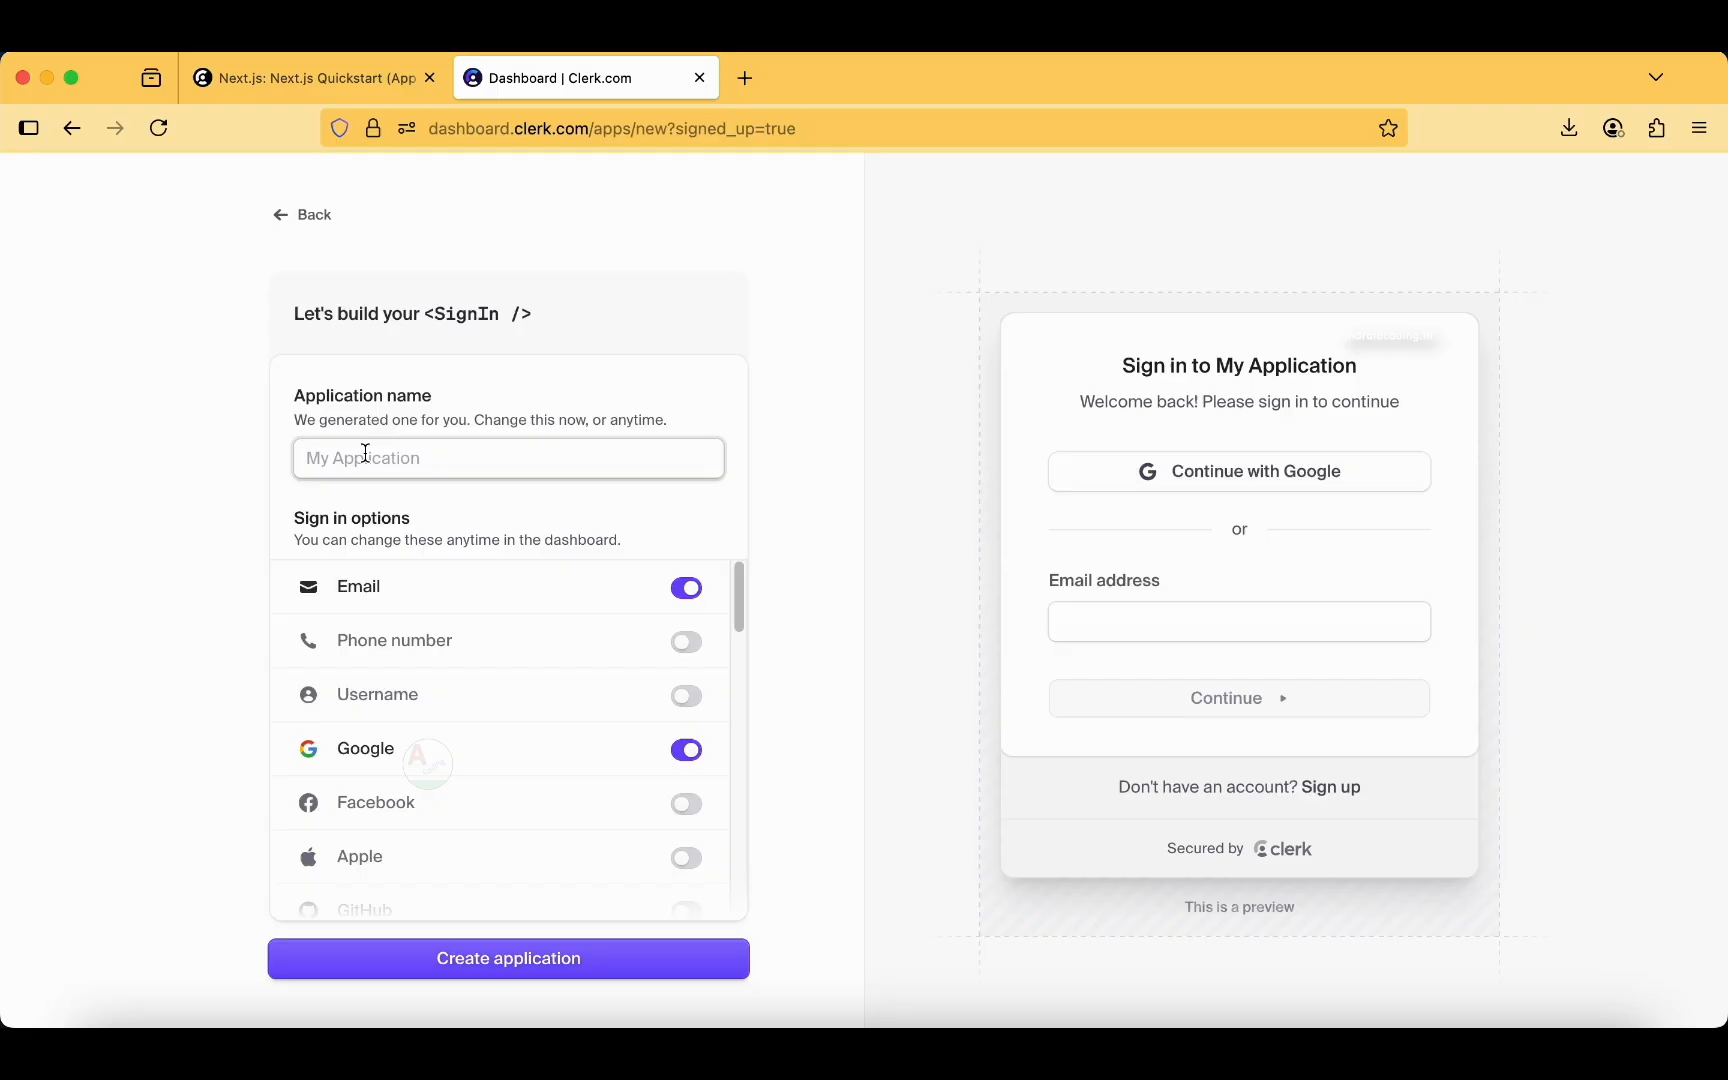 Next.js: Next.js Quickstart (App
Dashboard | Clerk.com
dashboard.clerk.com/apps/new?signed_up=true
Back
Let's build your <SignIn />
Application name
We generated one for you. Change this now, or anytime.
My Application
Sign in options
You can change these anytime in the dashboard.
Email
Phone number
Username
Google
Facebook
Apple
GitHub
Create application
Sign in to My Application
Welcome back! Please sign in to continue
Continue with Google
or
Email address
Continue
Don't have an account? Sign up
Secured by clerk
This is a preview